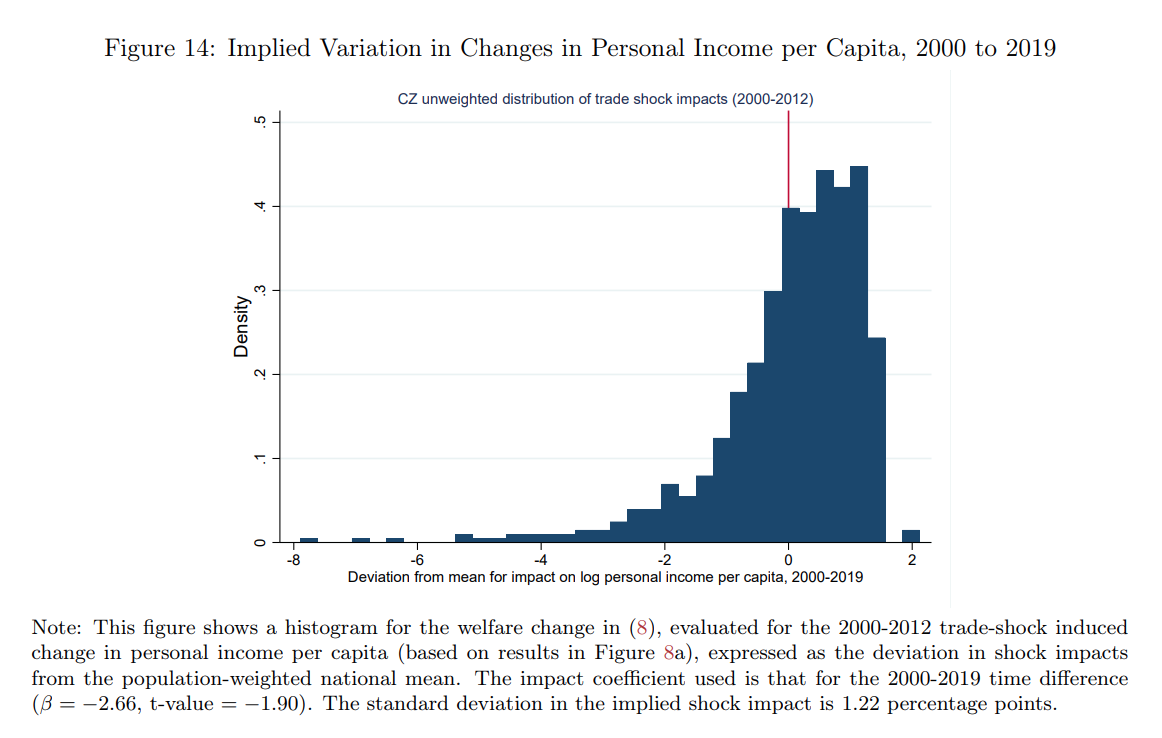 Figure 14: Implied Variation in Changes in Personal Income per Capita, 2000 to 2019
CZ unweighted distribution of trade shock impacts (2000-2012)
.5
.4
.3
.2
.1
0
Density
-8 -6 -4 -2 0 2
Deviation from mean for impact on log personal income per capita, 2000-2019
Note: This figure shows a histogram for the welfare change in (8), evaluated for the 2000-2012 trade-shock induced
change in personal income per capita (based on results in Figure 8a), expressed as the deviation in shock impacts
from the population-weighted national mean. The impact coefficient used is that for the 2000-2019 time difference
(β = −2.66, t-value = −1.90). The standard deviation in the implied shock impact is 1.22 percentage points.